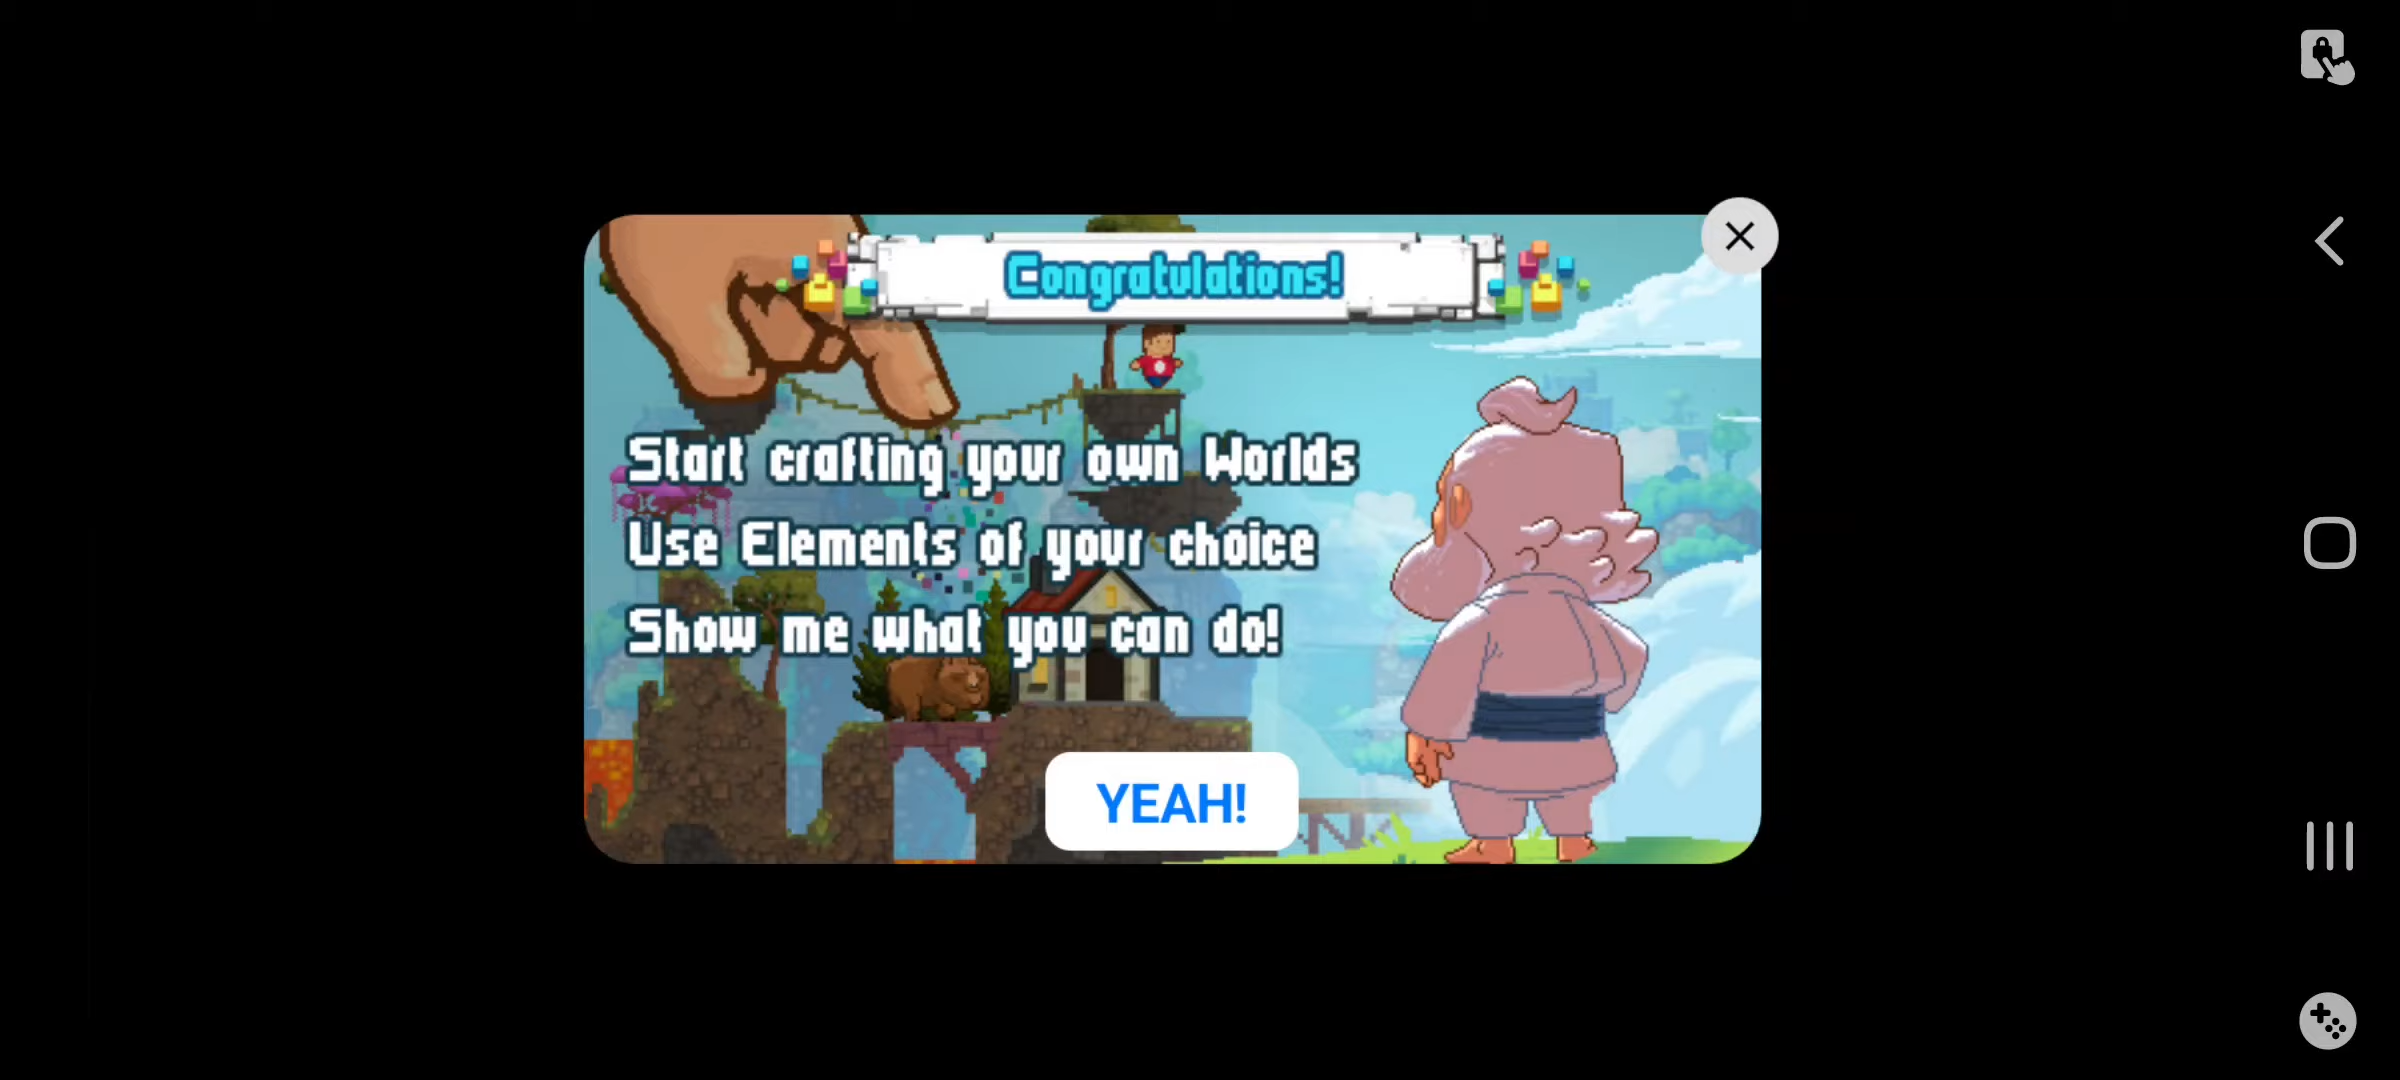 Congratulations!
Start crafting your own Worlds
Use Elements of your choice
Show me what you can do!
YEAH!